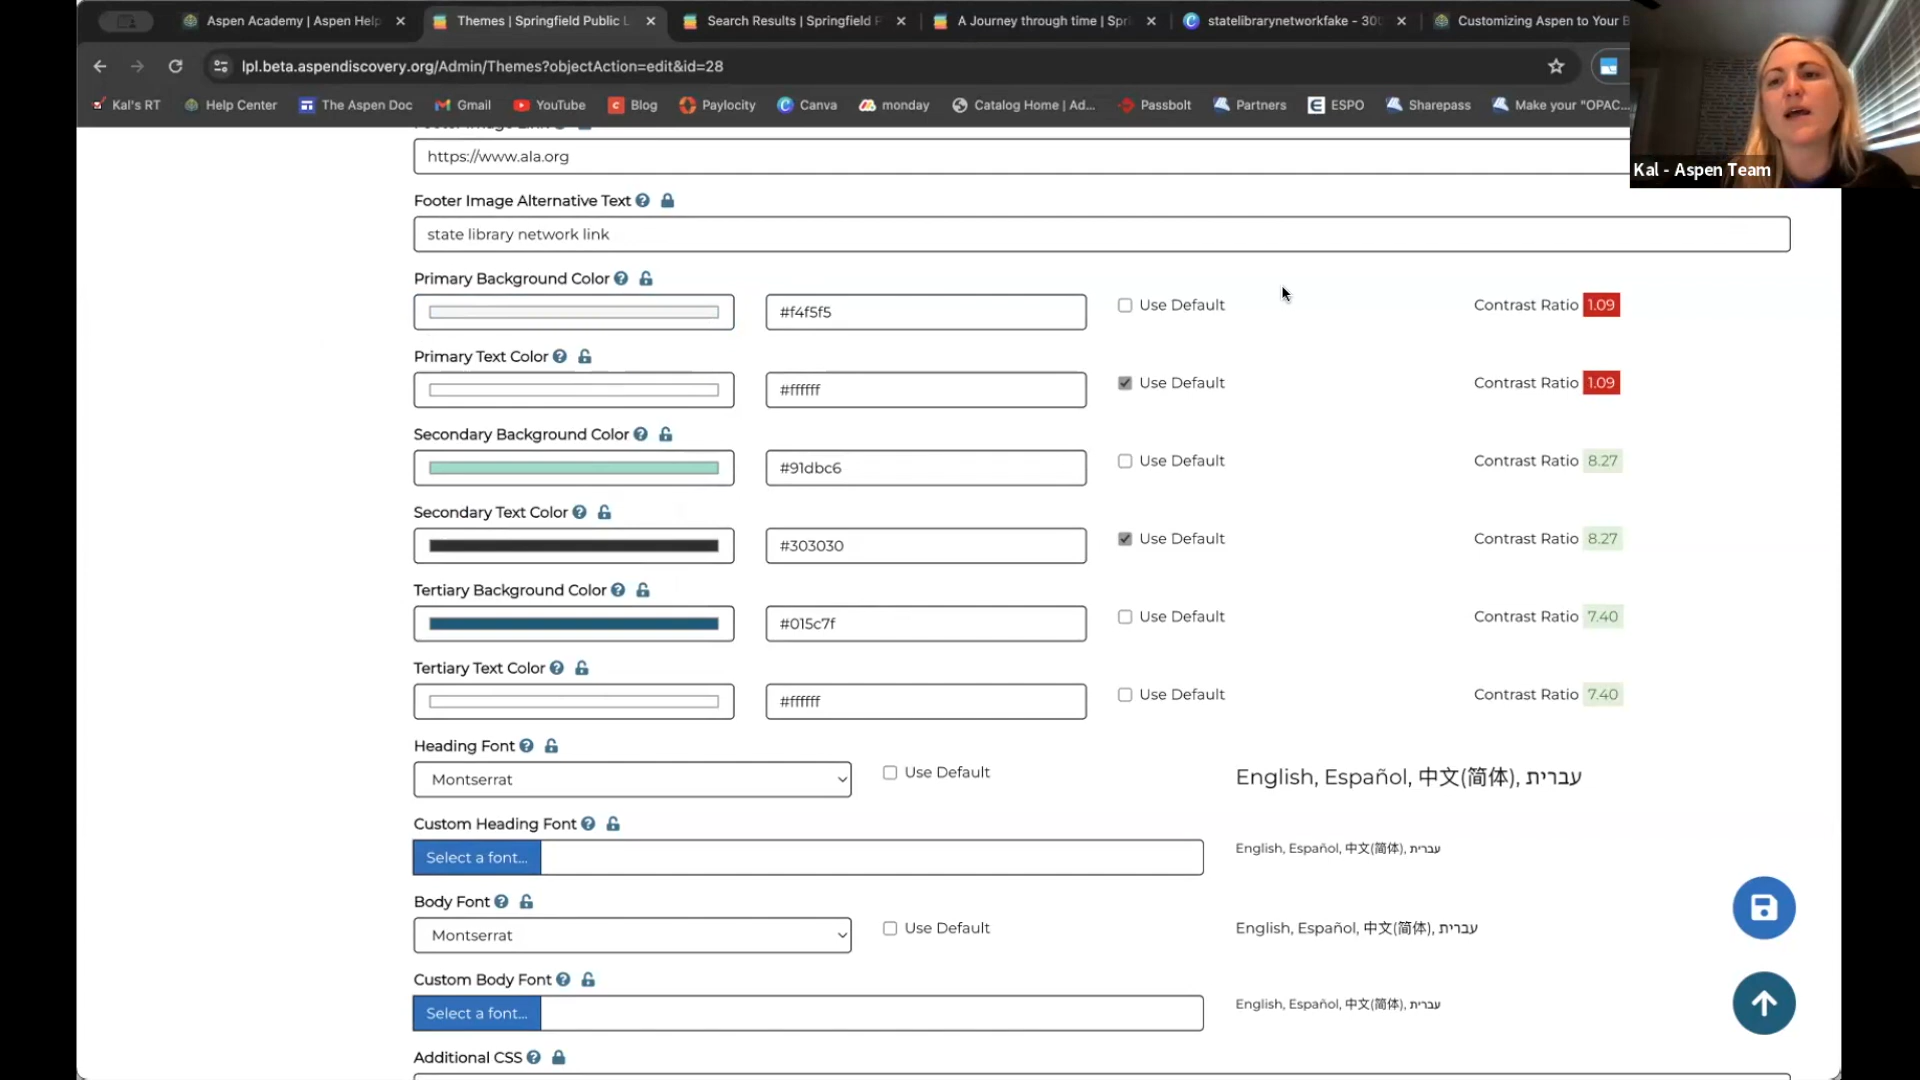 Aspen Academy | Aspen Help
Themes | Springfield Public L
Search Results | Springfield P
A Journey through time | Spr
statelibrarynetworkfake - 300
Customizing Aspen to Your B
lpl.beta.aspendiscovery.org/Admin/Themes?objectAction=edit&id=28
Kal's RT
Help Center
The Aspen Doc
Gmail
YouTube
Blog
Paylocity
Canva
monday
Catalog Home | Ad...
Passbolt
Partners
ESPO
Sharepass
Make your "OPAC...
Kal - Aspen Team
Footer Image Link
https://www.ala.org
Footer Image Alternative Text
state library network link
Primary Background Color
#f4f5f5 Use Default Contrast Ratio 1.09
Primary Text Color
#ffffff Use Default Contrast Ratio 1.09
Secondary Background Color
#91dbc6 Use Default Contrast Ratio 8.27
Secondary Text Color
#303030 Use Default Contrast Ratio 8.27
Tertiary Background Color
#015c7f Use Default Contrast Ratio 7.40
Tertiary Text Color
#ffffff Use Default Contrast Ratio 7.40
Heading Font
Montserrat Use Default English, Español, 中文(简体), עברית
Custom Heading Font
Select a font... English, Español, 中文(简体), עברית
Body Font
Montserrat Use Default English, Español, 中文(简体), עברית
Custom Body Font
Select a font... English, Español, 中文(简体), עברית
Additional CSS